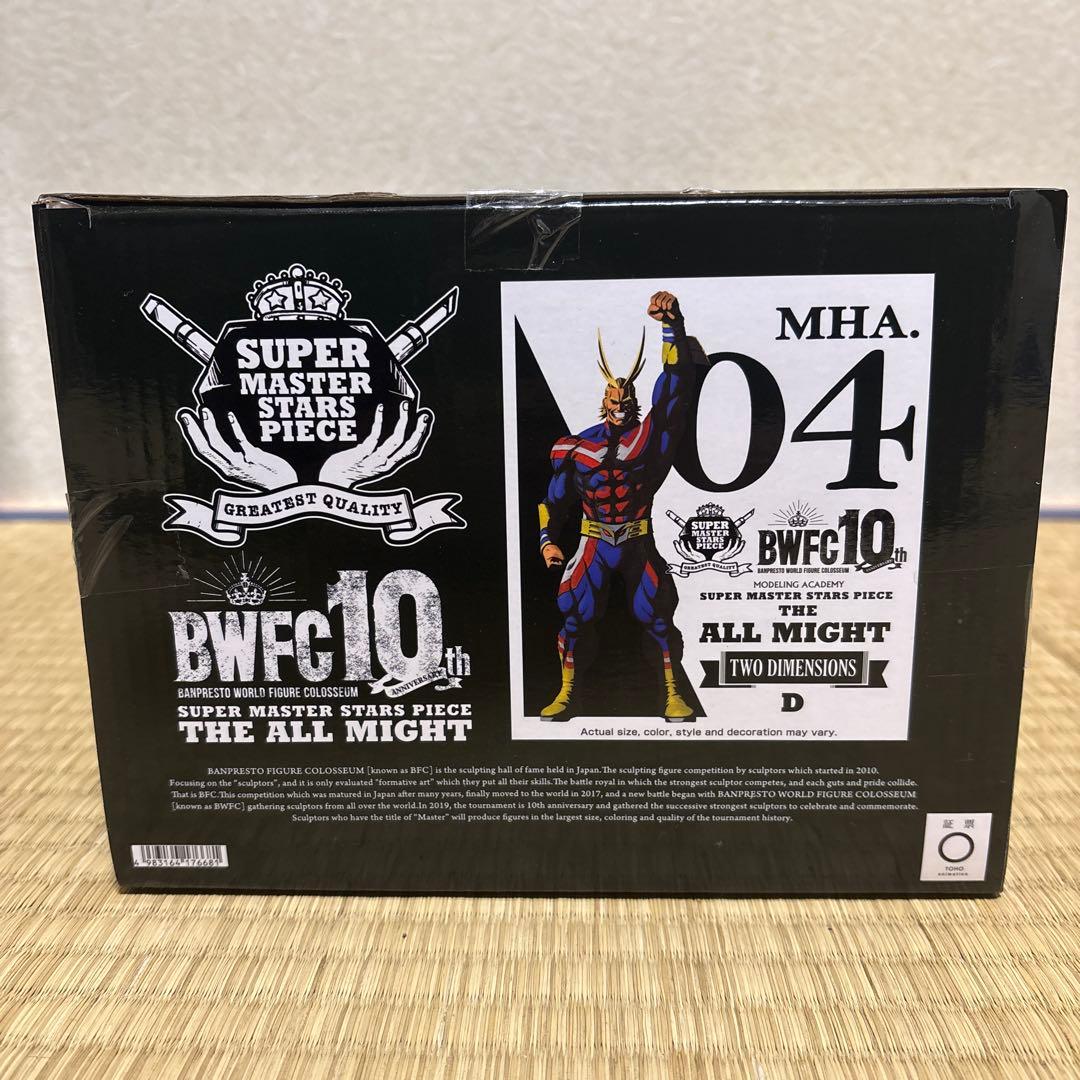 SUPER
MASTER
STARS
PIECE
GREATEST QUALITY
BWFC10th
ANNIVERSARY
BANPRESTO WORLD FIGURE COLOSSEUM
SUPER MASTER STARS PIECE
THE ALL MIGHT
MHA.
04
SUPER
MASTER
STARS
PIECE
GREATEST QUALITY
BWFC10th
BANPRESTO WORLD FIGURE COLOSSEUM
MODELING ACADEMY
SUPER MASTER STARS PIECE
THE
ALL MIGHT
TWO DIMENSIONS
D
Actual size, color, style and decoration may vary.
BANPRESTO FIGURE COLOSSEUM [known as BFC] is the sculpting hall of fame held in Japan.The sculpting figure competition by sculptors which started in 2010.
Focusing on the "sculptors", and it is only evaluated "formative art" which they put all their skills.The battle royal in which the strongest sculptor competes, and each guts and pride collide.
That is BFC.This competition which was matured in Japan after many years, finally moved to the world in 2017, and a new battle began with BANPRESTO WORLD FIGURE COLOSSEUM
[known as BWFC] gathering sculptors from all over the world.In 2019, the tournament is 10th anniversary and gathered the successive strongest sculptors to celebrate and commemorate.
Sculptors who have the title of "Master" will produce figures in the largest size, coloring and quality of the tournament history.
4 983164 176681
証票
TOHO
animation